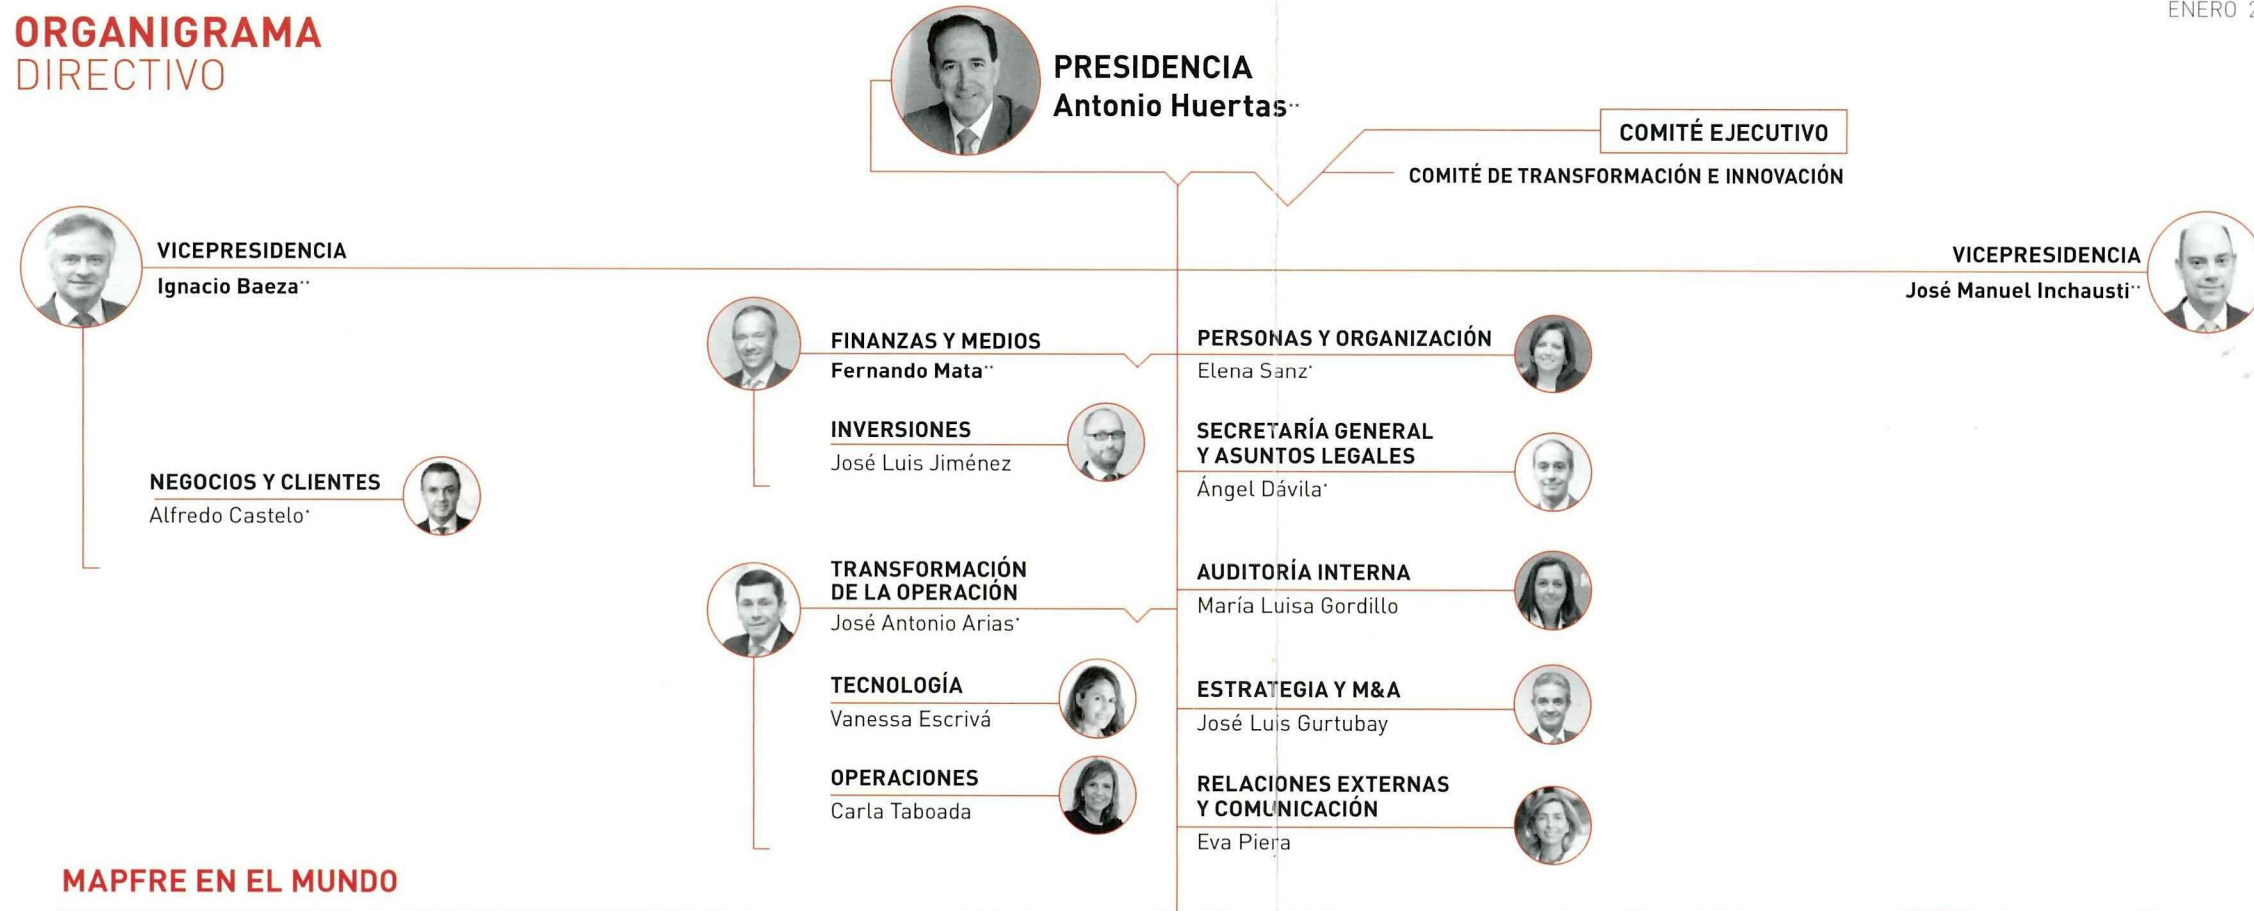 ORGANIGRAMA
DIRECTIVO
ENERO 2
PRESIDENCIA
Antonio Huertas··
COMITÉ EJECUTIVO
COMITÉ DE TRANSFORMACIÓN E INNOVACIÓN
VICEPRESIDENCIA
Ignacio Baeza··
VICEPRESIDENCIA
José Manuel Inchausti··
NEGOCIOS Y CLIENTES
Alfredo Castelo·
FINANZAS Y MEDIOS
Fernando Mata··
INVERSIONES
José Luis Jiménez
TRANSFORMACIÓN
DE LA OPERACIÓN
José Antonio Arias·
TECNOLOGÍA
Vanessa Escrivá
OPERACIONES
Carla Taboada
PERSONAS Y ORGANIZACIÓN
Elena Sanz·
SECRETARÍA GENERAL
Y ASUNTOS LEGALES
Ángel Dávila·
AUDITORÍA INTERNA
María Luisa Gordillo
ESTRATEGIA Y M&A
José Luis Gurtubay
RELACIONES EXTERNAS
Y COMUNICACIÓN
Eva Piera
MAPFRE EN EL MUNDO